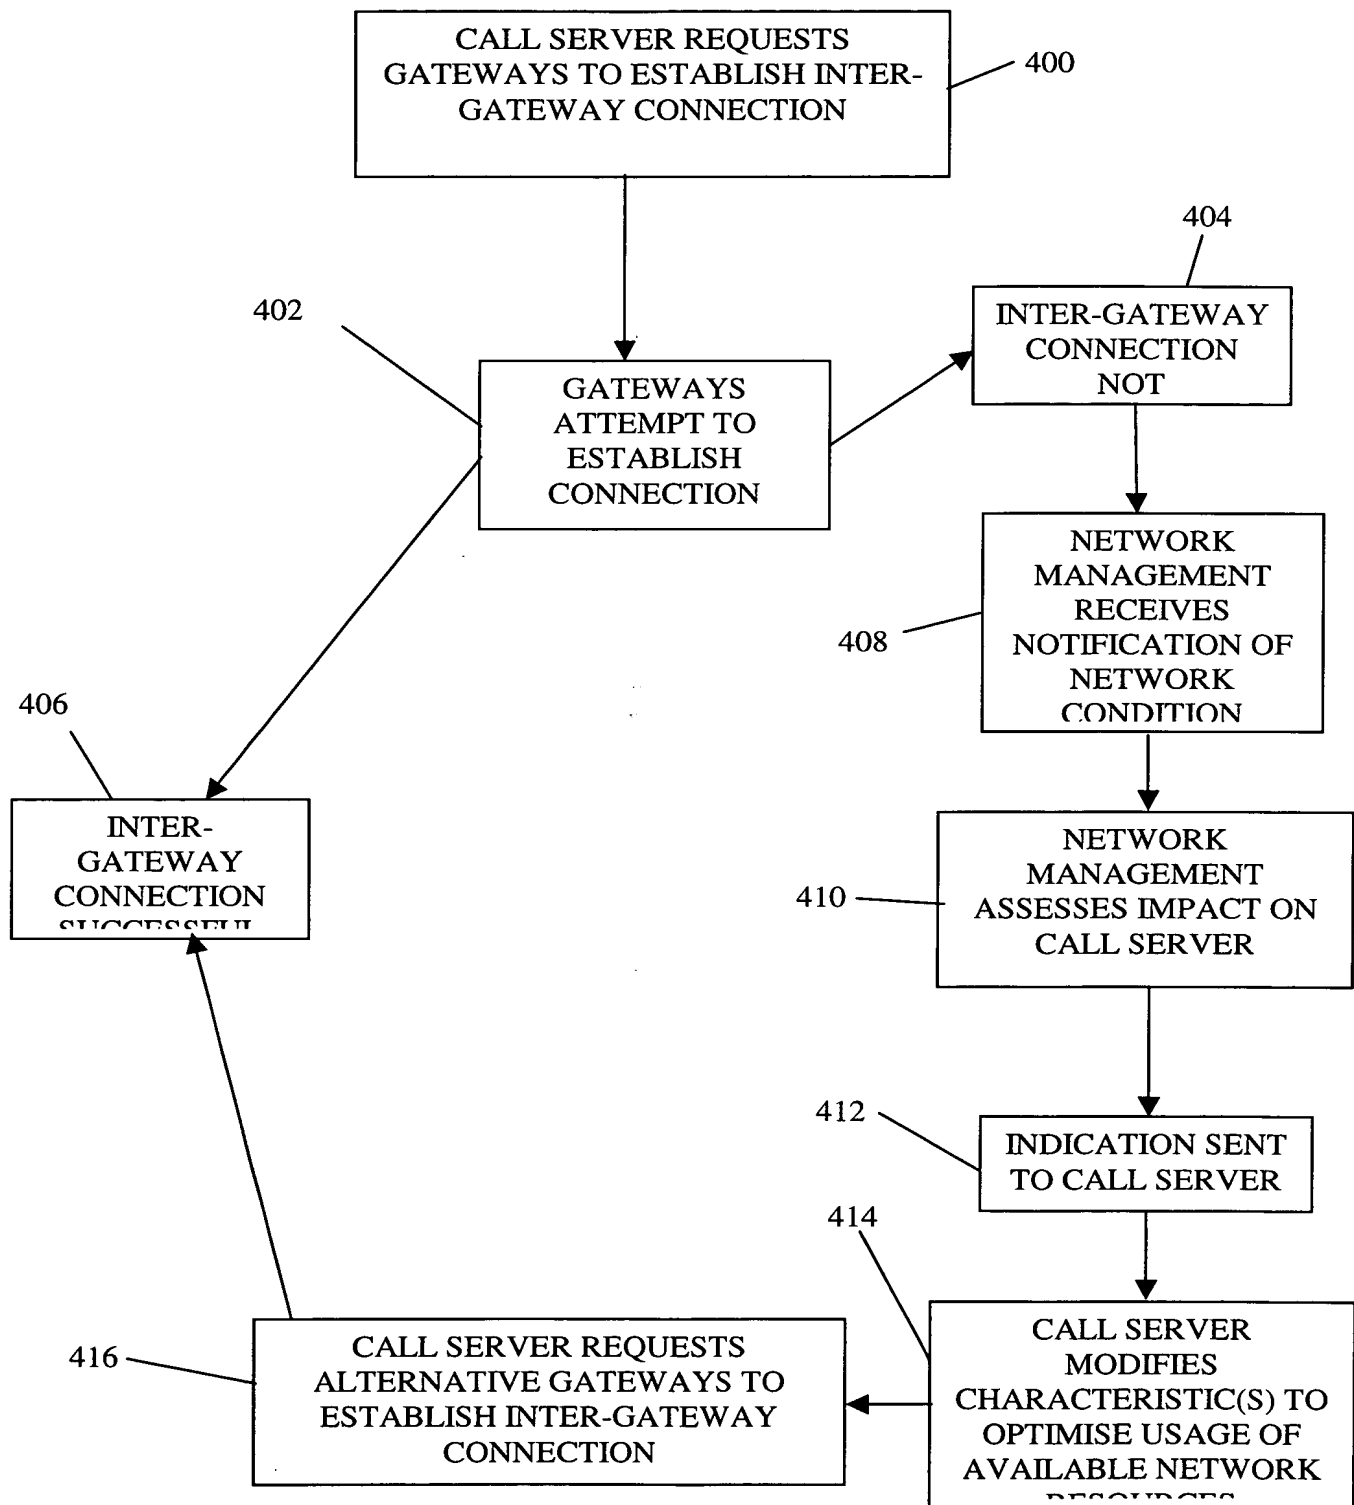 CALL SERVER REQUESTS
GATEWAYS TO ESTABLISH INTER-
GATEWAY CONNECTION
400
404
402
INTER-GATEWAY
CONNECTION
NOT
GATEWAYS
ATTEMPT TO
ESTABLISH
CONNECTION
NETWORK
MANAGEMENT
RECEIVES
NOTIFICATION OF
NETWORK
CONDITION
408
406
INTER-
GATEWAY
CONNECTION
SUCCESSFUL
NETWORK
MANAGEMENT
ASSESSES IMPACT ON
CALL SERVER
410
412
INDICATION SENT
TO CALL SERVER
414
CALL SERVER
MODIFIES
CHARACTERISTIC(S) TO
OPTIMISE USAGE OF
AVAILABLE NETWORK
RESOURCES
416
CALL SERVER REQUESTS
ALTERNATIVE GATEWAYS TO
ESTABLISH INTER-GATEWAY
CONNECTION